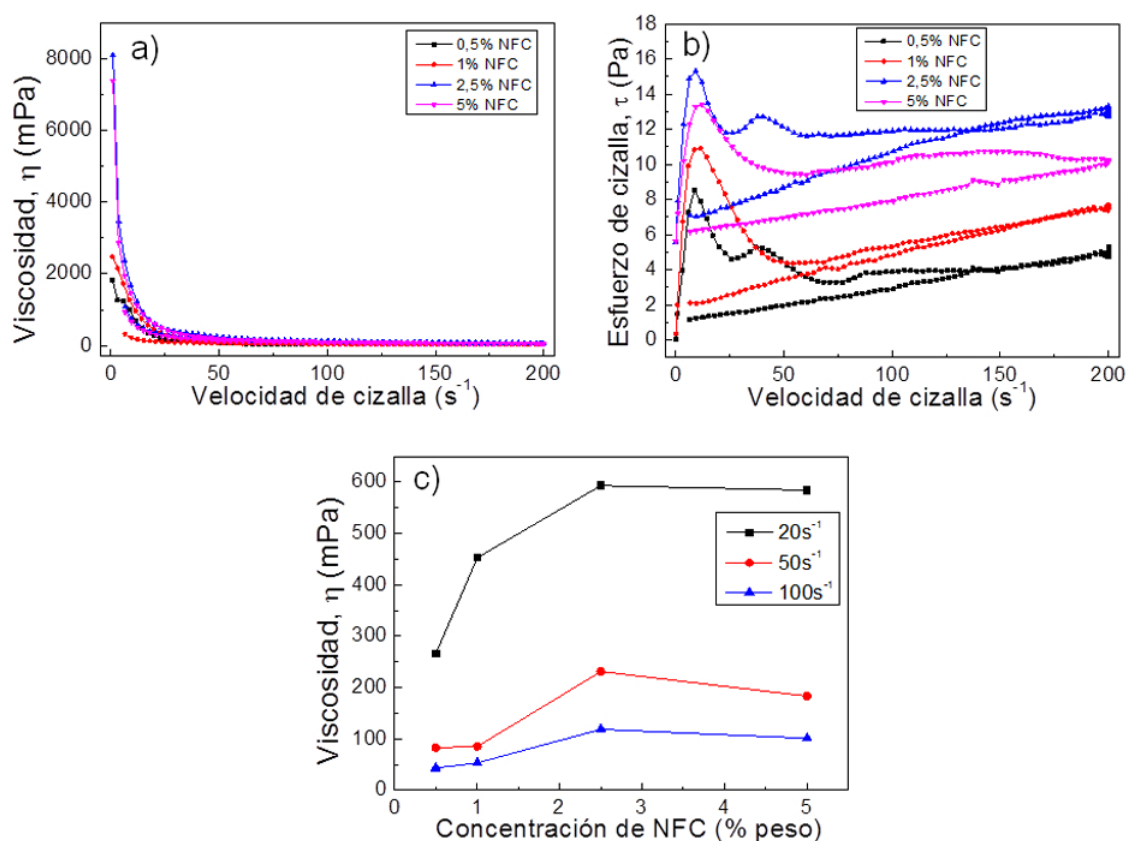 a)
0,5% NFC
1% NFC
2,5% NFC
5% NFC
Viscosidad, η (mPa)
8000
6000
4000
2000
0
0 50 100 150 200
Velocidad de cizalla (s⁻¹)
b)
0,5% NFC
1% NFC
2,5% NFC
5% NFC
Esfuerzo de cizalla, τ (Pa)
18
16
14
12
10
8
6
4
2
0
0 50 100 150 200
Velocidad de cizalla (s⁻¹)
c)
20s⁻¹
50s⁻¹
100s⁻¹
Viscosidad, η (mPa)
600
500
400
300
200
100
0
0 1 2 3 4 5
Concentración de NFC (% peso)